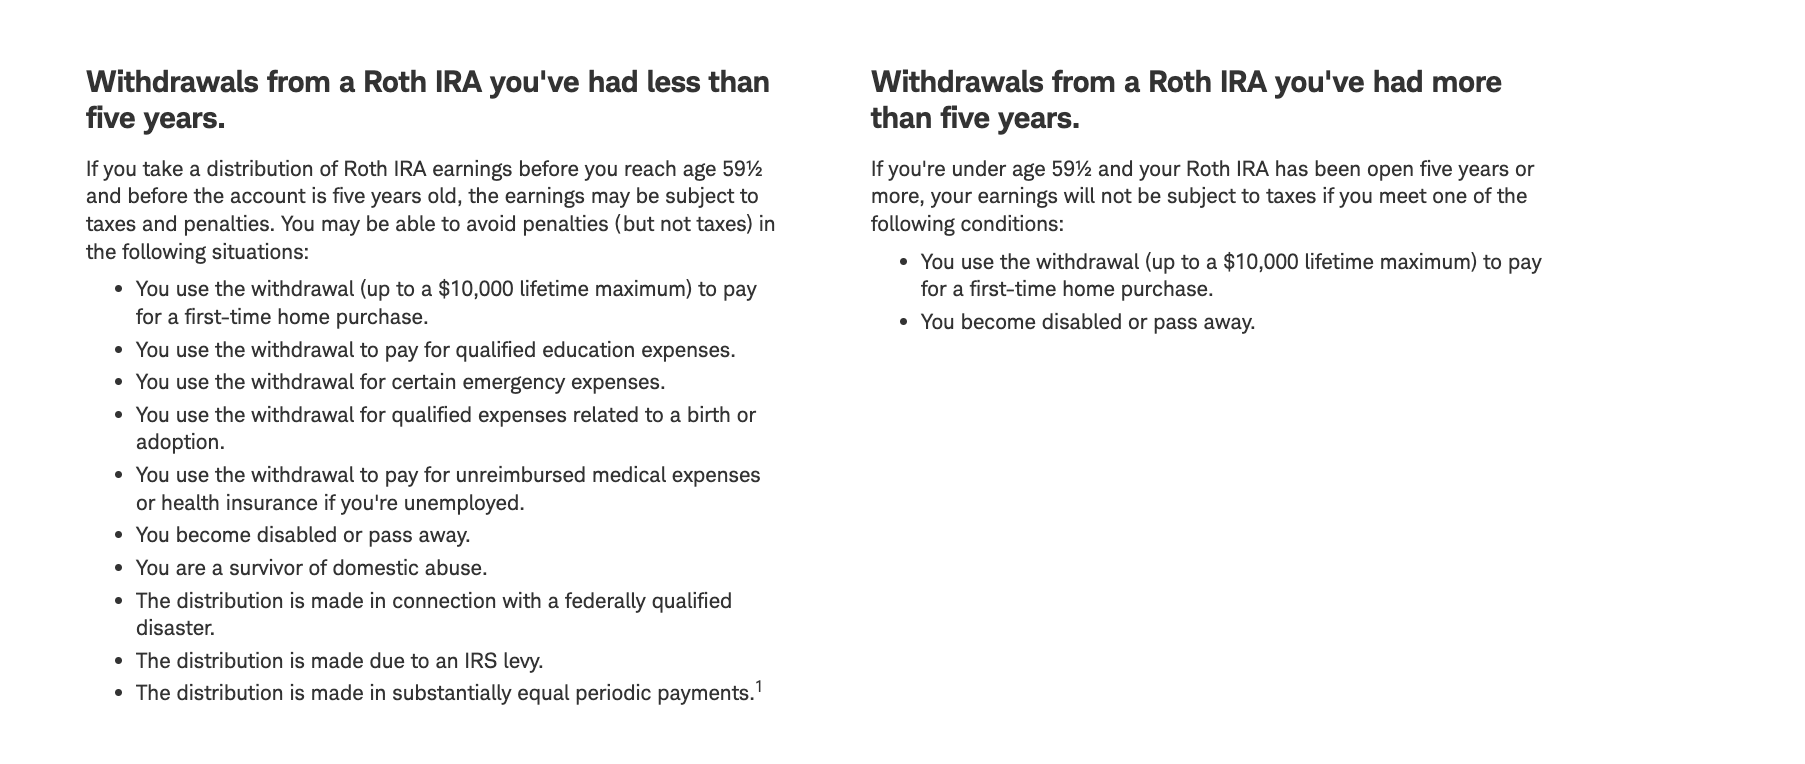 Withdrawals from a Roth IRA you've had less than
five years.
If you take a distribution of Roth IRA earnings before you reach age 59½
and before the account is five years old, the earnings may be subject to
taxes and penalties. You may be able to avoid penalties (but not taxes) in
the following situations:
• You use the withdrawal (up to a $10,000 lifetime maximum) to pay
for a first-time home purchase.
• You use the withdrawal to pay for qualified education expenses.
• You use the withdrawal for certain emergency expenses.
• You use the withdrawal for qualified expenses related to a birth or
adoption.
• You use the withdrawal to pay for unreimbursed medical expenses
or health insurance if you're unemployed.
• You become disabled or pass away.
• You are a survivor of domestic abuse.
• The distribution is made in connection with a federally qualified
disaster.
• The distribution is made due to an IRS levy.
• The distribution is made in substantially equal periodic payments.¹
Withdrawals from a Roth IRA you've had more
than five years.
If you're under age 59½ and your Roth IRA has been open five years or
more, your earnings will not be subject to taxes if you meet one of the
following conditions:
• You use the withdrawal (up to a $10,000 lifetime maximum) to pay
for a first-time home purchase.
• You become disabled or pass away.